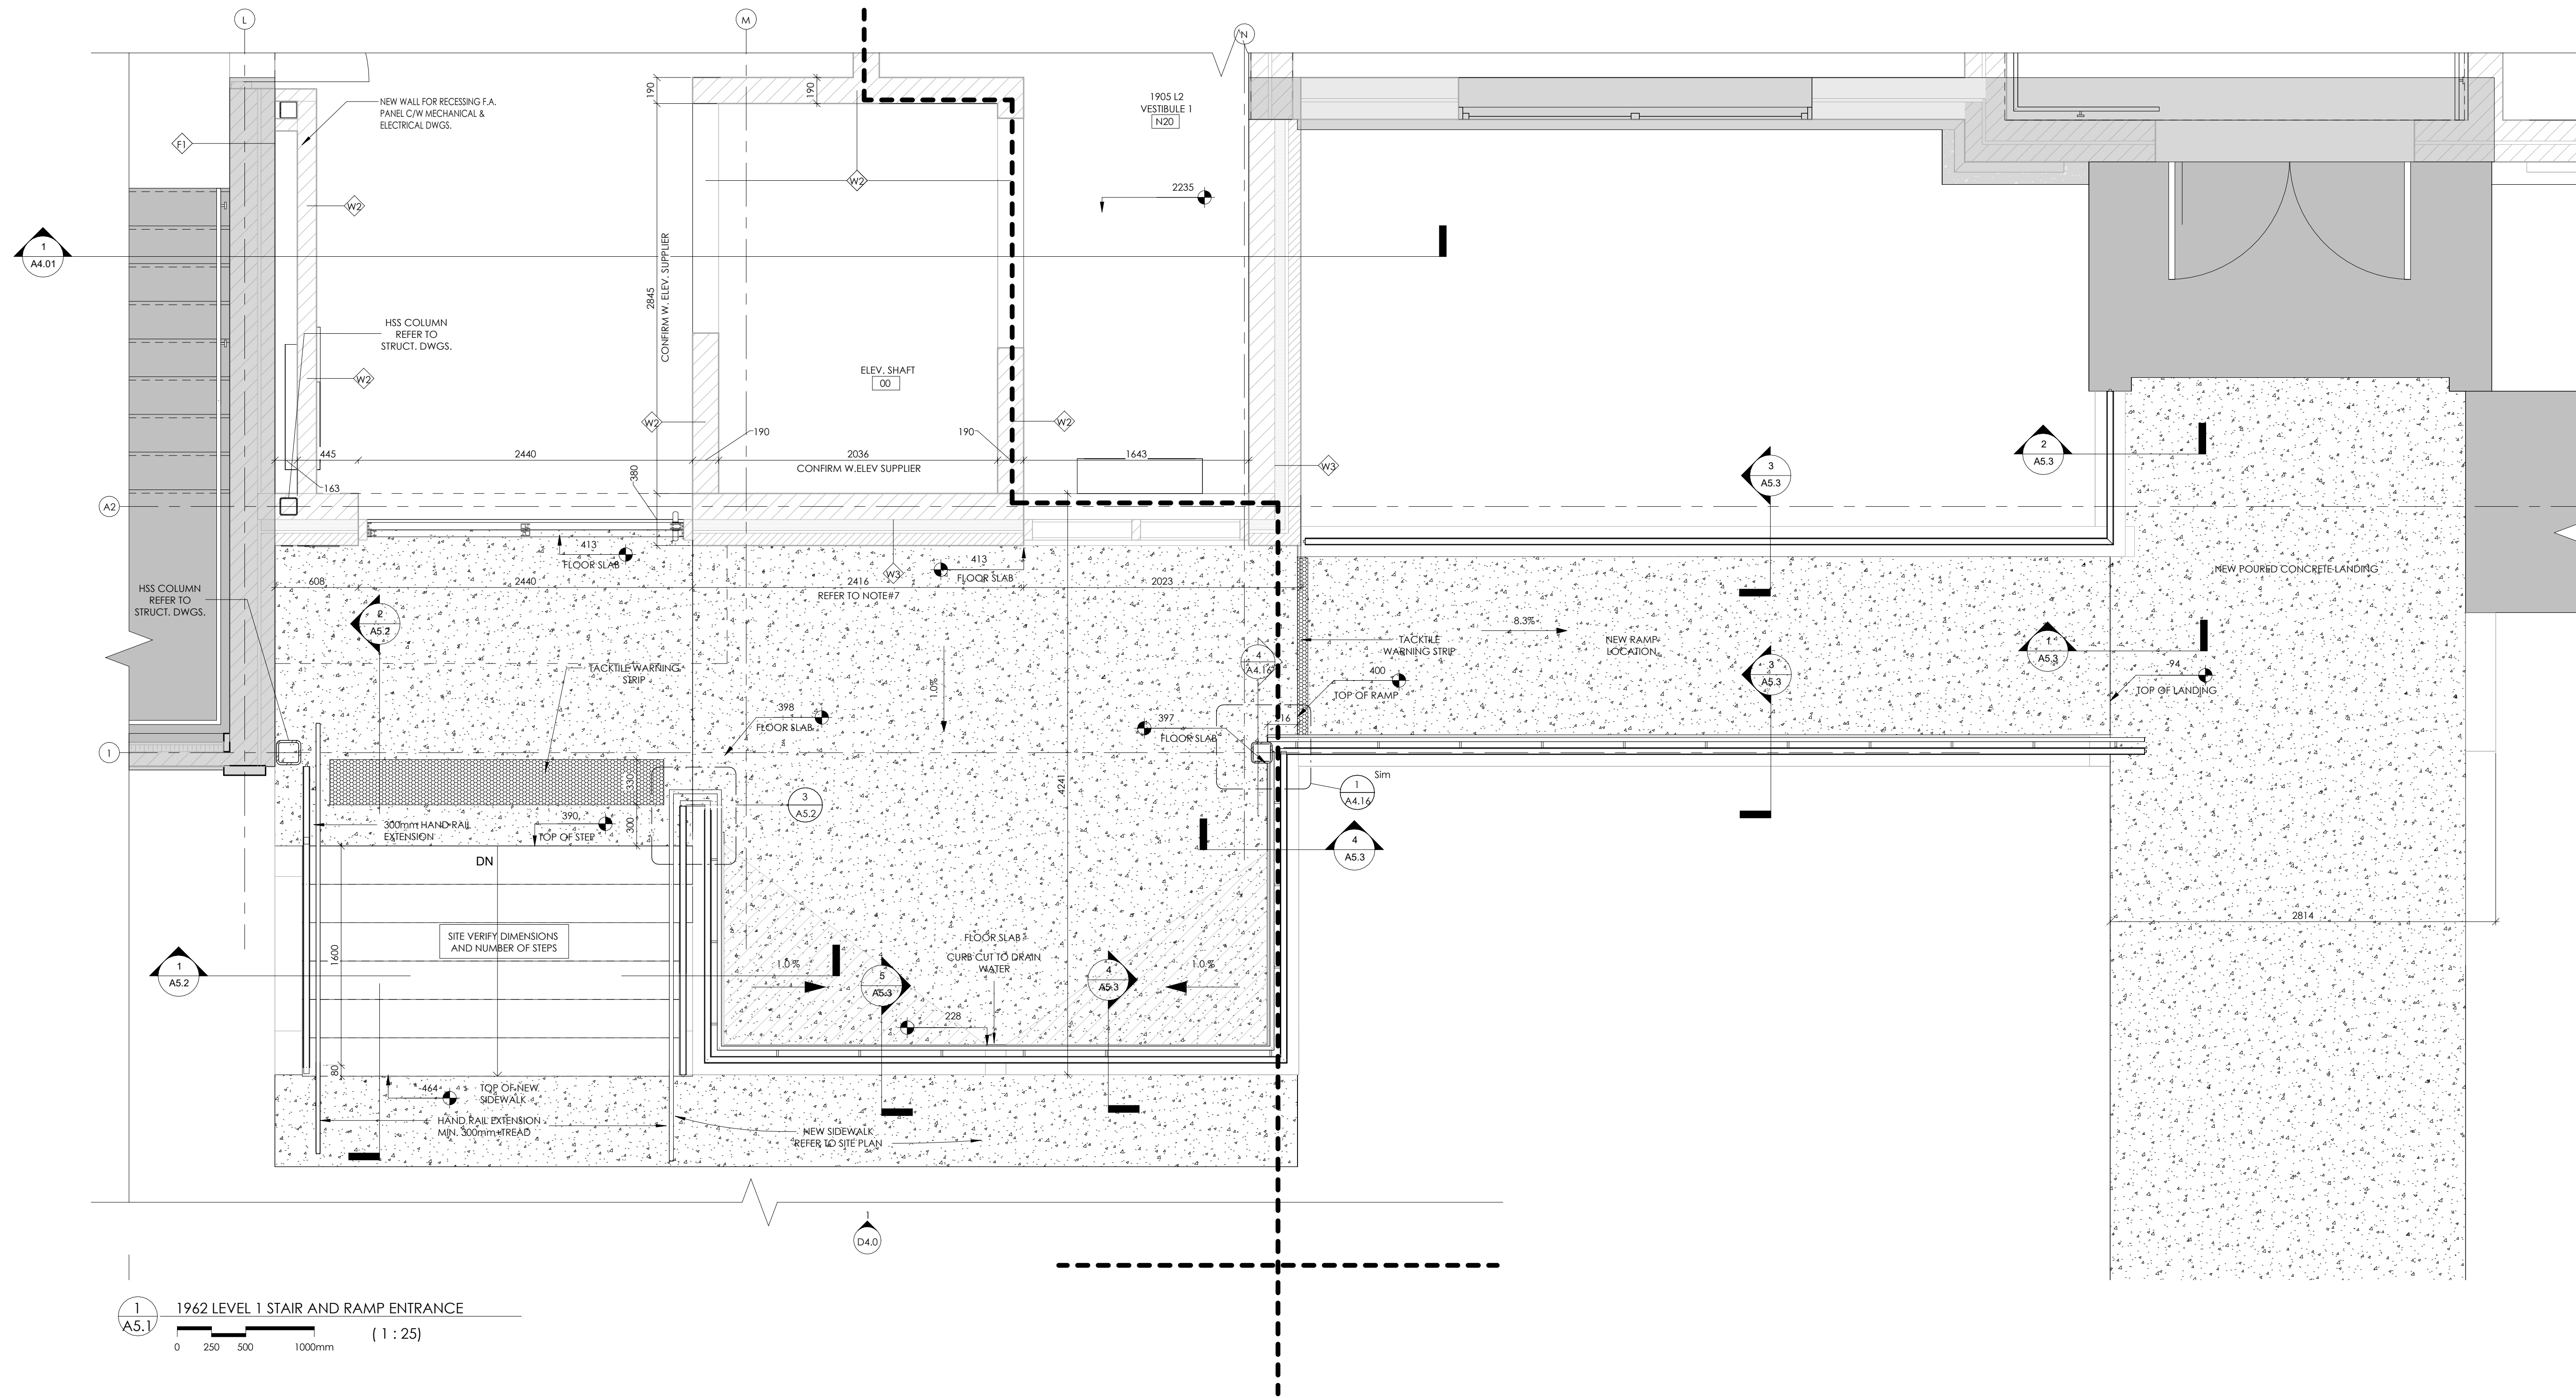 L
M
N
NEW WALL FOR RECESSING F.A.
PANEL C/W MECHANICAL &
ELECTRICAL DWGS.
190
190
1905 L2
VESTIBULE 1
N20
F1
W2
W2
2235
1
A4.01
2845
CONFIRM W. ELEV. SUPPLIER
HSS COLUMN
REFER TO
STRUCT. DWGS.
W2
ELEV. SHAFT
00
W2
190
190
W2
445
2440
2036
CONFIRM W.ELEV SUPPLIER
1643
163
380
W3
3
A5.3
2
A5.3
A2
413
FLOOR SLAB
W3
413
FLOOR SLAB
NEW POURED CONCRETE LANDING
HSS COLUMN
REFER TO
STRUCT. DWGS.
608
2440
2416
REFER TO NOTE#7
2023
2
A5.2
8.3%
TACKTILE
WARNING STRIP
NEW RAMP
LOCATION
1
A5.3
TACKTILE WARNING
STRIP
1.0%
4
A4.16
400
TOP OF RAMP
3
A5.3
-94
TOP OF LANDING
398
FLOOR SLAB
397
FLOOR SLAB
1
330
4241
Sim
1
A4.16
3
A5.2
300mm HAND RAIL
EXTENSION
390
TOP OF STEP
300
4
A5.3
DN
2814
SITE VERIFY DIMENSIONS
AND NUMBER OF STEPS
1600
FLOOR SLAB
CURB CUT TO DRAIN
WATER
1
A5.2
1.0 %
5
A5.3
4
A5.3
1.0 %
228
80
-464
TOP OF NEW
SIDEWALK
HAND RAIL EXTENSION
MIN. 300mm+TREAD
NEW SIDEWALK
REFER TO SITE PLAN
1
D4.0
1
A5.1
1962 LEVEL 1 STAIR AND RAMP ENTRANCE
( 1 : 25)
0
250
500
1000mm